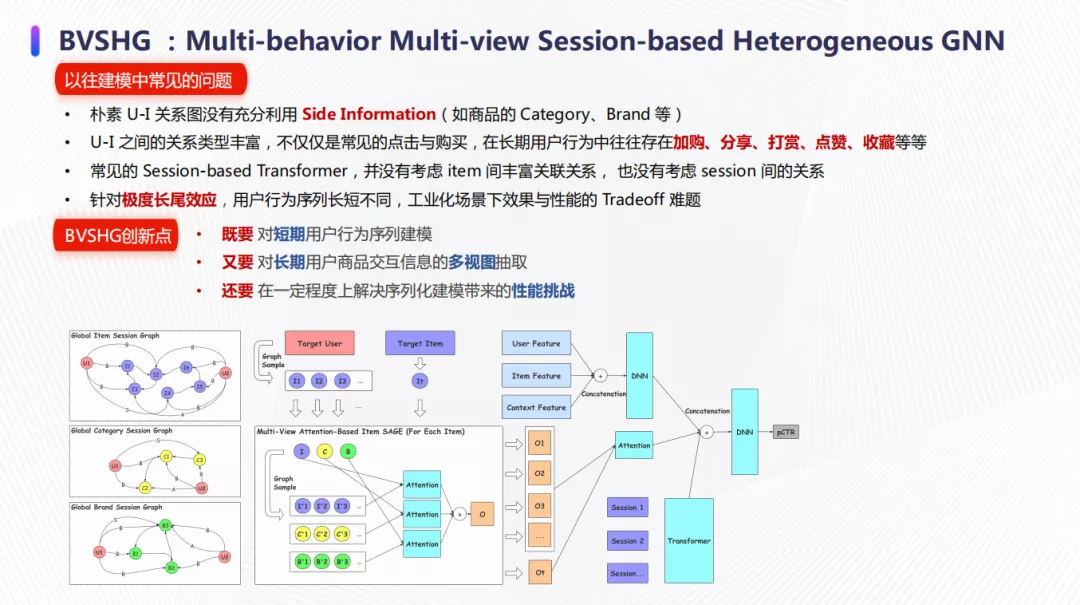 BVSHG ：Multi-behavior Multi-view Session-based Heterogeneous GNN
以往建模中常见的问题
• 朴素 U-I 关系图没有充分利用 Side Information（如商品的 Category、Brand 等）
• U-I 之间的关系类型丰富，不仅仅是常见的点击与购买，在长期用户行为中往往存在加购、分享、打赏、点赞、收藏等等
• 常见的 Session-based Transformer，并没有考虑 item 间丰富关联关系， 也没有考虑 session 间的关系
• 针对极度长尾效应，用户行为序列长短不同，工业化场景下效果与性能的 Tradeoff 难题
BVSHG创新点
• 既要 对短期用户行为序列建模
• 又要 对长期用户商品交互信息的多视图抽取
• 还要 在一定程度上解决序列化建模带来的性能挑战
Global Item Session Graph
U1
I1
I2
I6
U2
I3
I4
I5
Global Category Session Graph
U1
C1
C3
C2
U2
Global Brand Session Graph
U1
B3
B1
B2
U2
Target User
Target Item
Graph
Sample
I1 I2 I3 ...
It
...
Multi-View Attention-Based Item SAGE (For Each Item)
I C B
Graph
Sample
I'1 I'2 I'3 ...
C'1 C'2 C'3 ...
B'1 B'2 B'3 ...
Attention
Attention
Attention
+
O
O1
O2
O3
...
Ot
User Feature
Item Feature
Context Feature
+
Concatenation
DNN
Attention
Session 1
Session 2
Session...
Transformer
Concatenation
+
DNN
pCTR